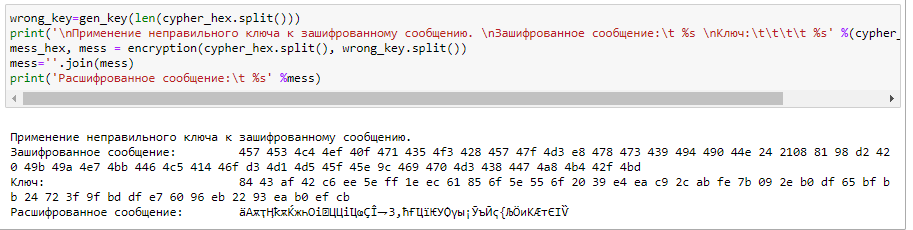 wrong_key=gen_key(len(cypher_hex.split()))
print('\nПрименение неправильного ключа к зашифрованному сообщению. \nЗашифрованное сообщение:\t %s \nКлюч:\t\t\t\t %s' %(cypher_
mess_hex, mess = encryption(cypher_hex.split(), wrong_key.split())
mess=''.join(mess)
print('Расшифрованное сообщение:\t %s' %mess)
Применение неправильного ключа к зашифрованному сообщению.
Зашифрованное сообщение: 457 453 4c4 4ef 40f 471 435 4f3 428 457 47f 4d3 e8 478 473 439 494 490 44e 24 2108 81 98 d2 42
0 49b 49a 4e7 4bb 446 4c5 414 46f d3 4d1 4d5 45f 45e 9c 469 470 4d3 438 447 4a8 4b4 42f 4bd
Ключ: 84 43 af 42 c6 ee 5e ff 1e ec 61 85 6f 5e 55 6f 20 39 e4 ea c9 2c ab fe 7b 09 2e b0 df 65 bf b
b 24 72 3f 9f bd df e7 60 96 eb 22 93 ea b0 ef cb
Расшифрованное сообщение: